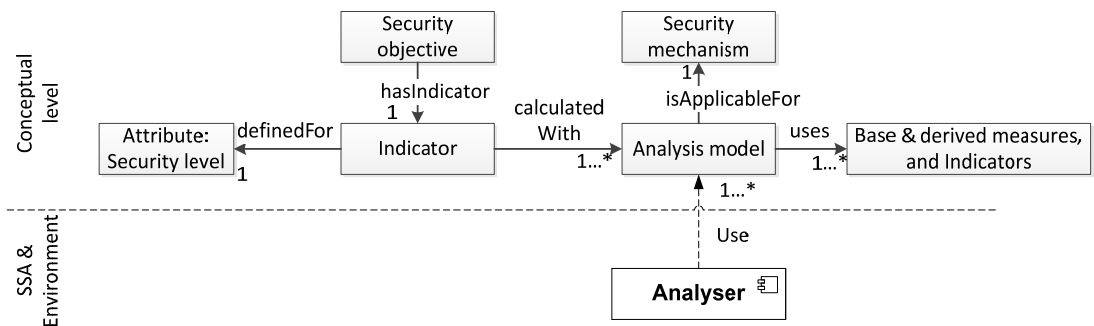 Conceptual
level
Security
objective
Security
mechanism
hasIndicator
1
1
isApplicableFor
Attribute:
Security level
definedFor
1
Indicator
calculated
With
1...*
Analysis model
uses
1...*
Base & derived measures,
and Indicators
1...*
SSA &
Environment
Use
Analyser